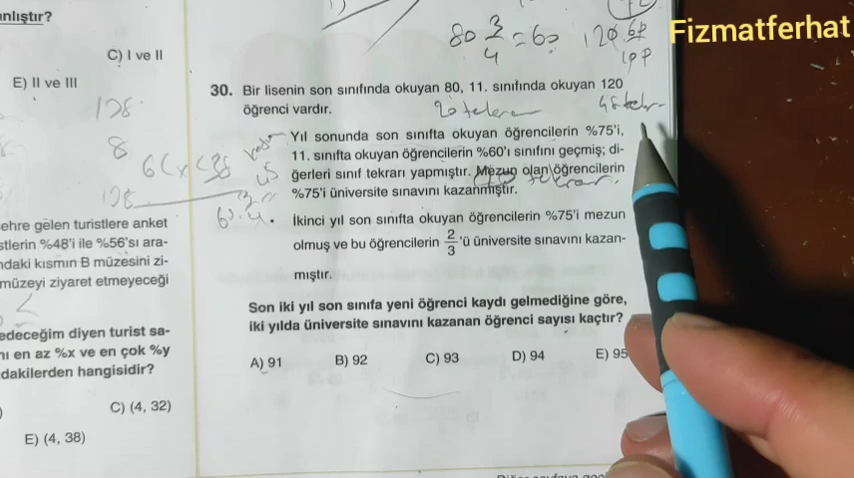 Fizmatferhat
nlıştır?
C) I ve II
E) II ve III
ehre gelen turistlere anket
stlerin %48'i ile %56'sı ara-
ndaki kısmın B müzesini zi-
müzeyi ziyaret etmeyeceği
edeceğim diyen turist sa-
nı en az %x ve en çok %y
dakilerden hangisidir?
C) (4, 32)
E) (4, 38)
80 3/4 = 60
30. Bir lisenin son sınıfında okuyan 80, 11. sınıfında okuyan 120
öğrenci vardır.
Yıl sonunda son sınıfta okuyan öğrencilerin %75'i,
11. sınıfta okuyan öğrencilerin %60'ı sınıfını geçmiş; di-
ğerleri sınıf tekrarı yapmıştır. Mezun olan öğrencilerin
%75'i üniversite sınavını kazanmıştır.
İkinci yıl son sınıfta okuyan öğrencilerin %75'i mezun
olmuş ve bu öğrencilerin 2/3'ü üniversite sınavını kazan-
mıştır.
Son iki yıl son sınıfa yeni öğrenci kaydı gelmediğine göre,
iki yılda üniversite sınavını kazanan öğrenci sayısı kaçtır?
A) 91 B) 92 C) 93 D) 94 E) 95